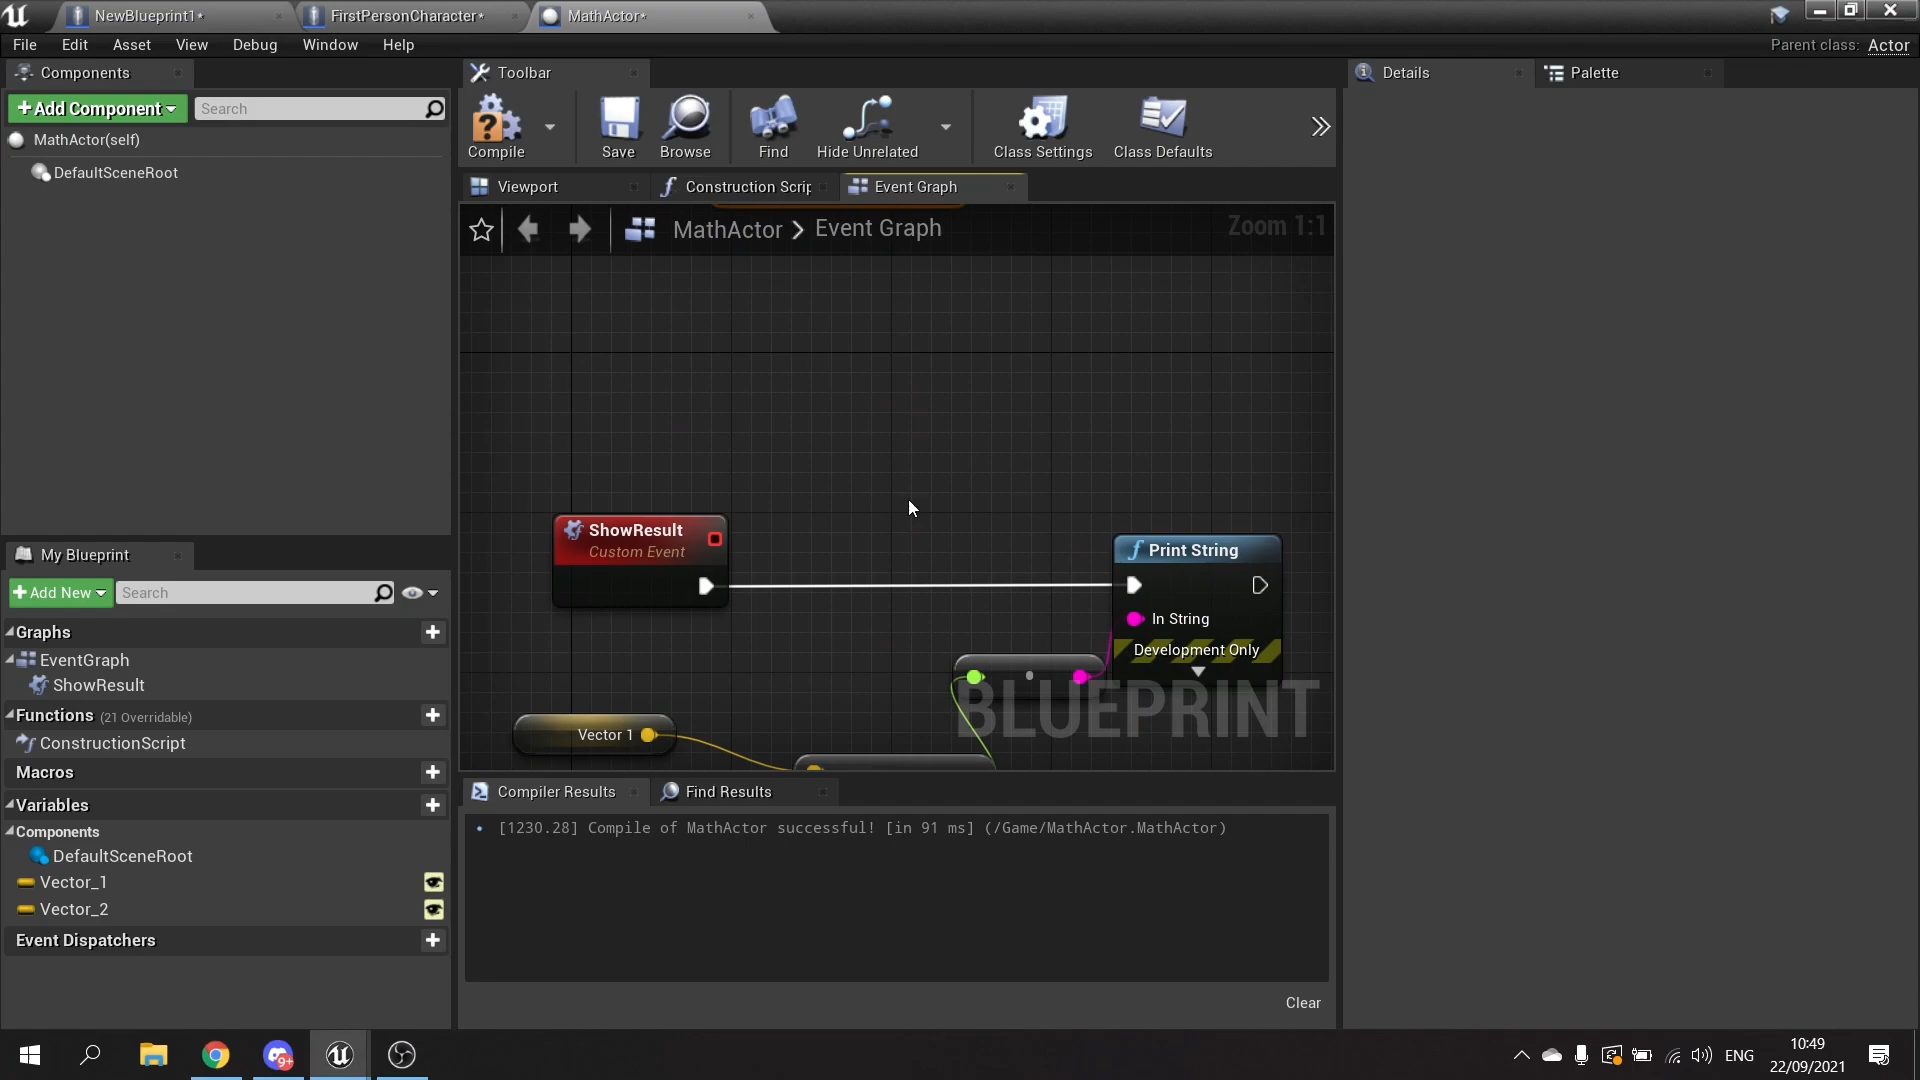 NewBlueprint1*
FirstPersonCharacter*
MathActor*
File Edit Asset View Debug Window Help
Parent class: Actor
Components
Toolbar
Details
Palette
+Add Component
Search
Compile
Save
Browse
Find
Hide Unrelated
Class Settings
Class Defaults
MathActor(self)
DefaultSceneRoot
Viewport
Construction Scrip
Event Graph
MathActor > Event Graph
Zoom 1:1
ShowResult
Custom Event
Print String
In String
Development Only
Vector 1
BLUEPRINT
My Blueprint
+Add New
Search
Graphs
EventGraph
ShowResult
Functions (21 Overridable)
ConstructionScript
Macros
Variables
Components
DefaultSceneRoot
Vector_1
Vector_2
Event Dispatchers
Compiler Results
Find Results
[1230.28] Compile of MathActor successful! [in 91 ms] (/Game/MathActor.MathActor)
Clear
9+
ENG
10:49
22/09/2021